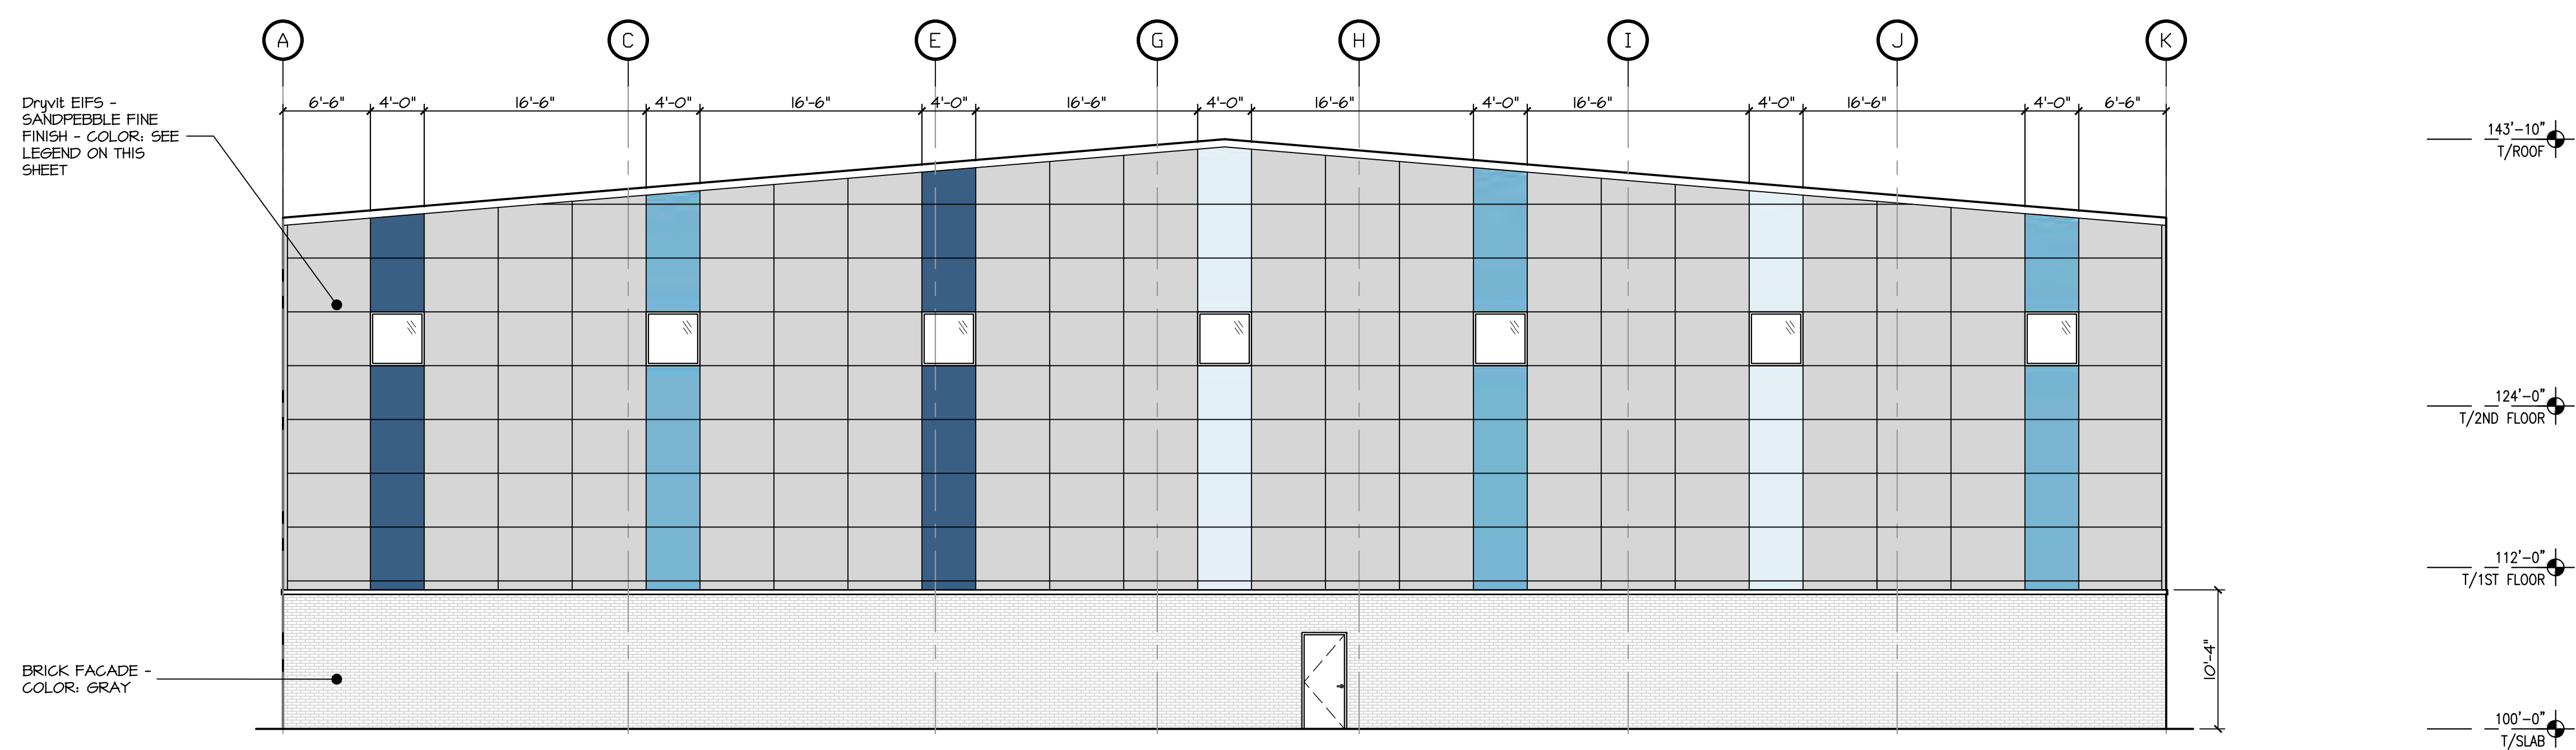 A C E G H I J K
6'-6" 4'-0" 16'-6" 4'-0" 16'-6" 4'-0" 16'-6" 4'-0" 16'-6" 4'-0" 16'-6" 4'-0" 16'-6" 4'-0" 6'-6"
Dryvit EIFS -
SANDPEBBLE FINE
FINISH - COLOR: SEE
LEGEND ON THIS
SHEET
143'-10"
T/ROOF
124'-0"
T/2ND FLOOR
112'-0"
T/1ST FLOOR
10'-4"
BRICK FACADE -
COLOR: GRAY
100'-0"
T/SLAB